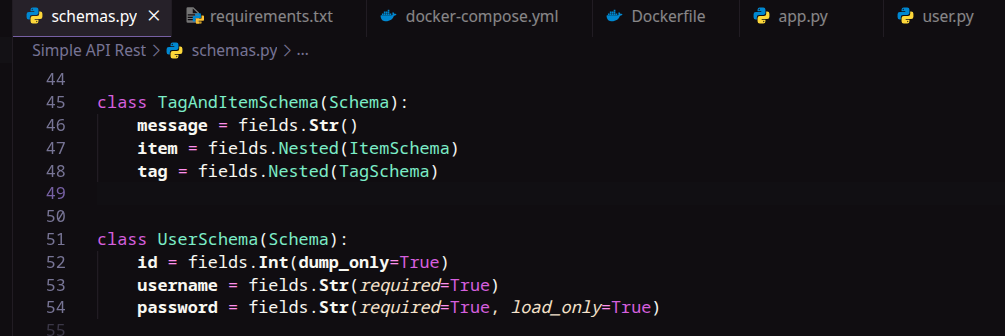 schemas.py × requirements.txt docker-compose.yml Dockerfile app.py user.py
Simple API Rest > schemas.py > ...
44
45 class TagAndItemSchema(Schema):
46     message = fields.Str()
47     item = fields.Nested(ItemSchema)
48     tag = fields.Nested(TagSchema)
49
50
51 class UserSchema(Schema):
52     id = fields.Int(dump_only=True)
53     username = fields.Str(required=True)
54     password = fields.Str(required=True, load_only=True)
55